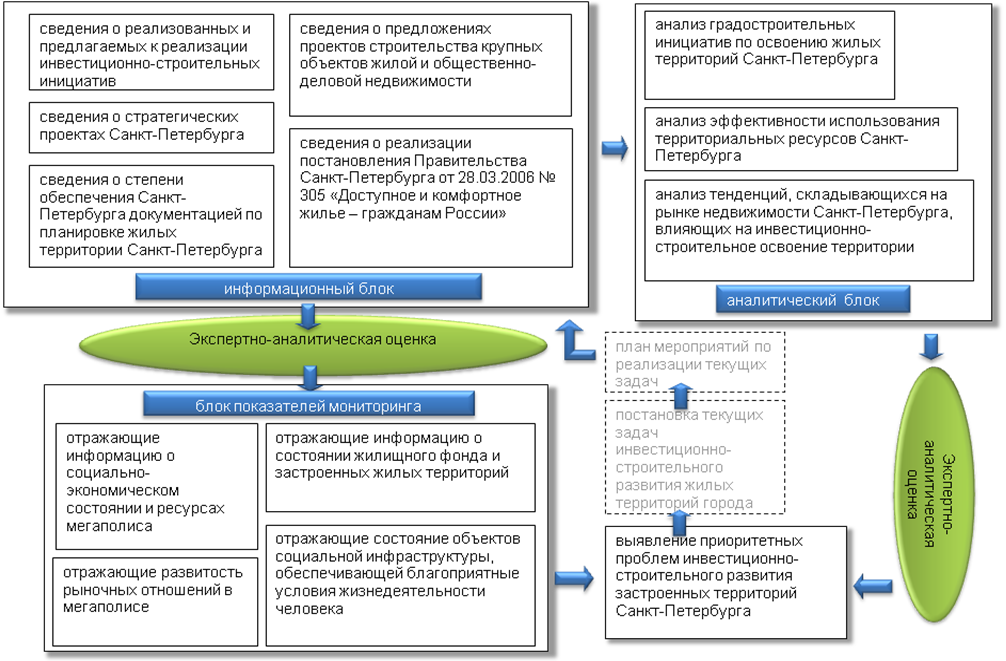 сведения о реализованных и
предлагаемых к реализации
инвестиционно-строительных
инициатив
сведения о стратегических
проектах Санкт-Петербурга
сведения о степени
обеспечения Санкт-
Петербурга документацией по
планировке жилых
территории Санкт-Петербурга
сведения о предложениях
проектов строительства крупных
объектов жилой и общественно-
деловой недвижимости
сведения о реализации
постановления Правительства
Санкт-Петербурга от 28.03.2006 №
305 «Доступное и комфортное
жилье – гражданам России»
информационный блок
анализ градостроительных
инициатив по освоению жилых
территорий Санкт-Петербурга
анализ эффективности использования
территориальных ресурсов Санкт-
Петербурга
анализ тенденций, складывающихся на
рынке недвижимости Санкт-Петербурга,
влияющих на инвестиционно-
строительное освоение территории
аналитический блок
Экспертно-аналитическая оценка
блок показателей мониторинга
отражающие
информацию о
социально-
экономическом
состоянии и ресурсах
мегаполиса
отражающие развитость
рыночных отношений в
мегаполисе
отражающие информацию о
состоянии жилищного фонда и
застроенных жилых территорий
отражающие состояние объектов
социальной инфраструктуры,
обеспечивающей благоприятные
условия жизнедеятельности
человека
план мероприятий по
реализации текущих
задач
постановка текущих
задач
инвестиционно-
строительного
развития жилых
территорий города
выявление приоритетных
проблем инвестиционно-
строительного развития
застроенных территорий
Санкт-Петербурга
Экспертно-
аналитическая
оценка